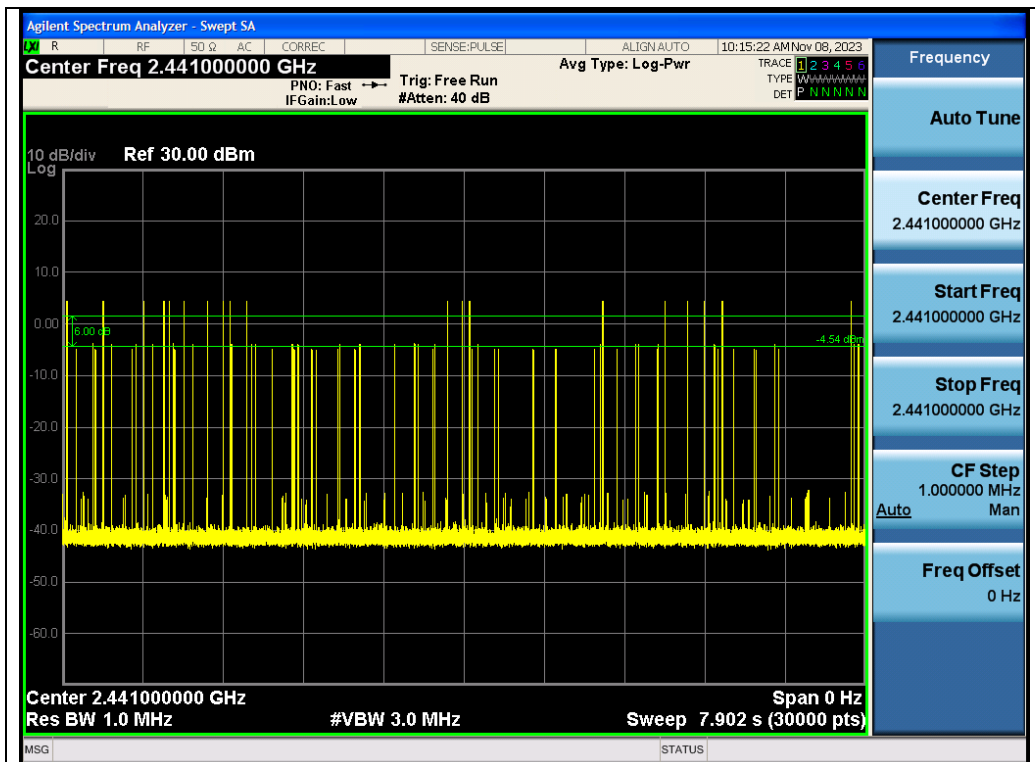 Agilent Spectrum Analyzer - Swept SA
LXI R RF 50 Ω AC CORREC SENSE:PULSE ALIGN AUTO 10:15:22 AM Nov 08, 2023
Center Freq 2.441000000 GHz
PNO: Fast
IFGain:Low
Trig: Free Run
#Atten: 40 dB
Avg Type: Log-Pwr
TRACE 1 2 3 4 5 6
TYPE WWWWWW
DET P N N N N N
10 dB/div Ref 30.00 dBm
Log
20.0
10.0
0.00
-10.0
-20.0
-30.0
-40.0
-50.0
-60.0
6.00 dB
-4.54 dBm
Center 2.441000000 GHz Span 0 Hz
Res BW 1.0 MHz #VBW 3.0 MHz Sweep 7.902 s (30000 pts)
MSG STATUS
Frequency
Auto Tune
Center Freq
2.441000000 GHz
Start Freq
2.441000000 GHz
Stop Freq
2.441000000 GHz
CF Step
1.000000 MHz
Auto Man
Freq Offset
0 Hz